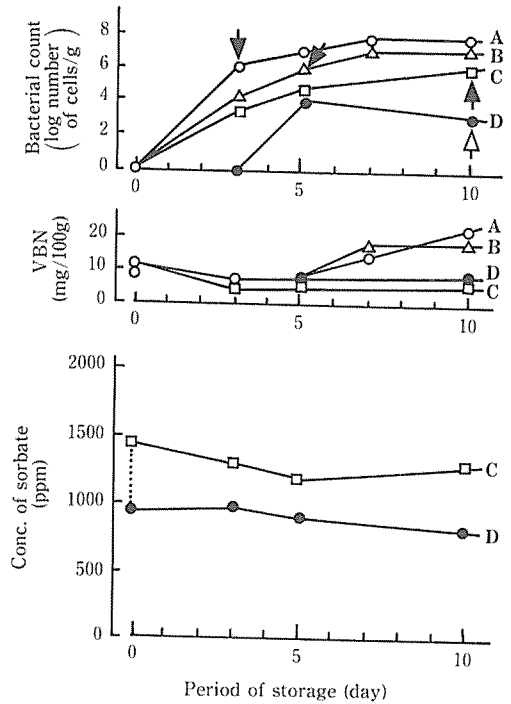 Bacterial count
(log number
of cells/g)
8
6
4
2
0
A
B
C
D
0
5
10
VBN
(mg/100g)
20
10
0
A
B
D
C
0
5
10
Conc. of sorbate
(ppm)
2000
1500
1000
500
0
C
D
0
5
10
Period of storage (day)